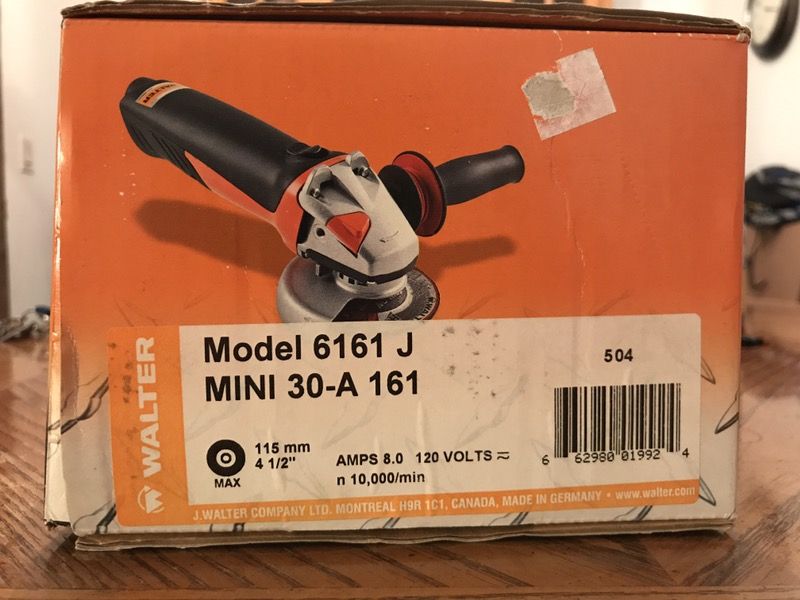 WALTER
Model 6161 J
MINI 30-A 161
504
115 mm
4 1/2"
MAX
AMPS 8.0 120 VOLTS ≂
n 10,000/min
6 62980 01992 4
J.WALTER COMPANY LTD. MONTREAL H9R 1C1, CANADA, MADE IN GERMANY • www.walter.com
WALTER